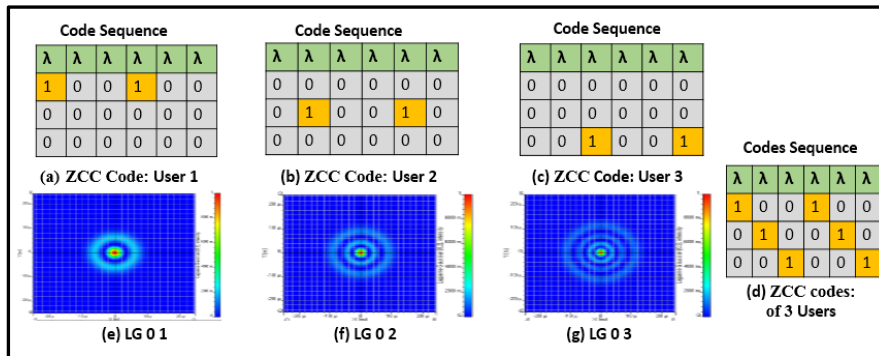 Code Sequence
λ λ λ λ λ λ
1 0 0 1 0 0
0 0 0 0 0 0
0 0 0 0 0 0
(a) ZCC Code: User 1
Code Sequence
λ λ λ λ λ λ
0 0 0 0 0 0
0 1 0 0 1 0
0 0 0 0 0 0
(b) ZCC Code: User 2
Code Sequence
λ λ λ λ λ λ
0 0 0 0 0 0
0 0 0 0 0 0
0 0 1 0 0 1
(c) ZCC Code: User 3
Codes Sequence
λ λ λ λ λ λ
1 0 0 1 0 0
0 1 0 0 1 0
0 0 1 0 0 1
(d) ZCC codes:
of 3 Users
(e) LG 0 1
(f) LG 0 2
(g) LG 0 3